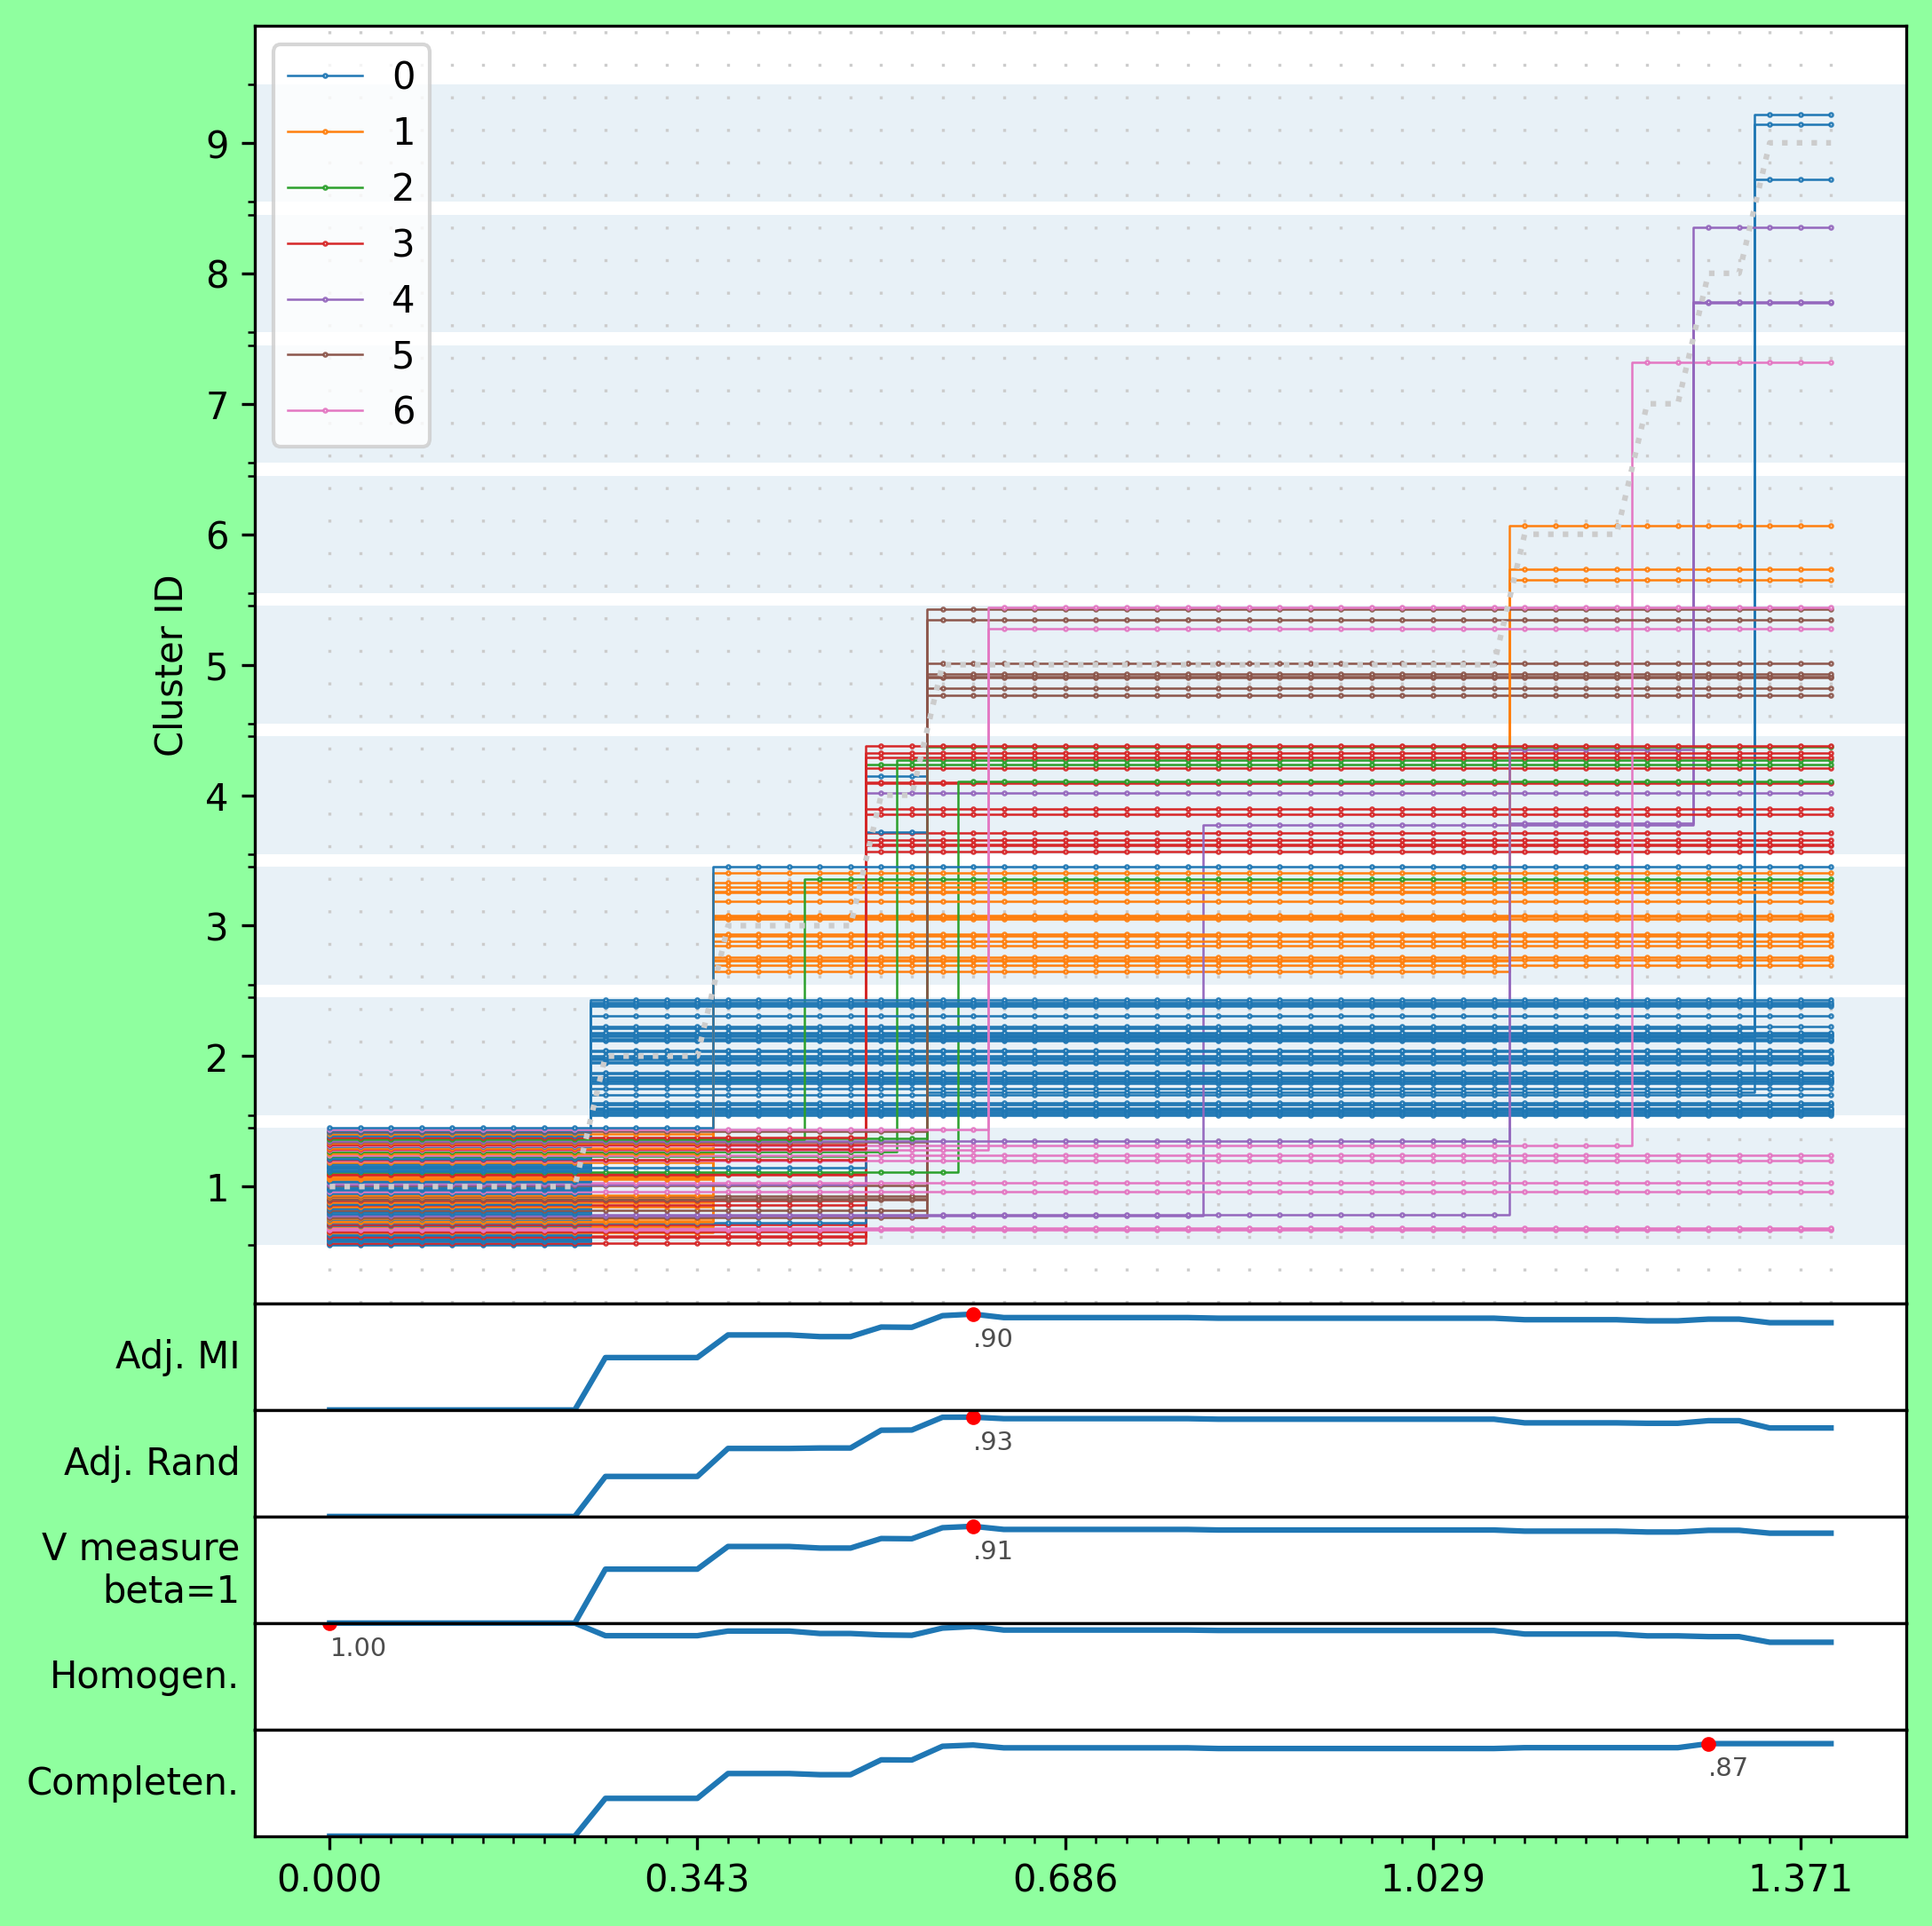 0
1
2
3
4
5
6
9
8
7
6
5
4
3
2
1
Cluster ID
Adj. MI
.90
Adj. Rand
.93
V measure
beta=1
.91
Homogen.
1.00
Completen.
.87
0.000 0.343 0.686 1.029 1.371